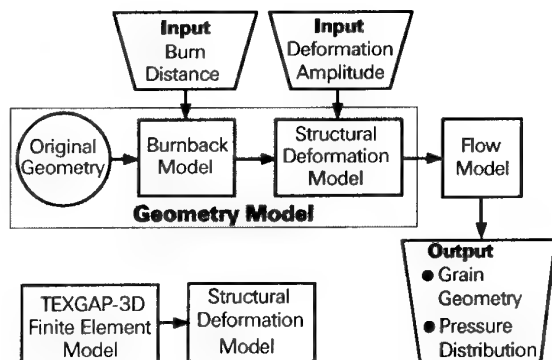 Input
Burn
Distance
Input
Deformation
Amplitude
Original
Geometry
Burnback
Model
Structural
Deformation
Model
Flow
Model
Geometry Model
Output
● Grain
Geometry
● Pressure
Distribution
TEXGAP-3D
Finite Element
Model
Structural
Deformation
Model